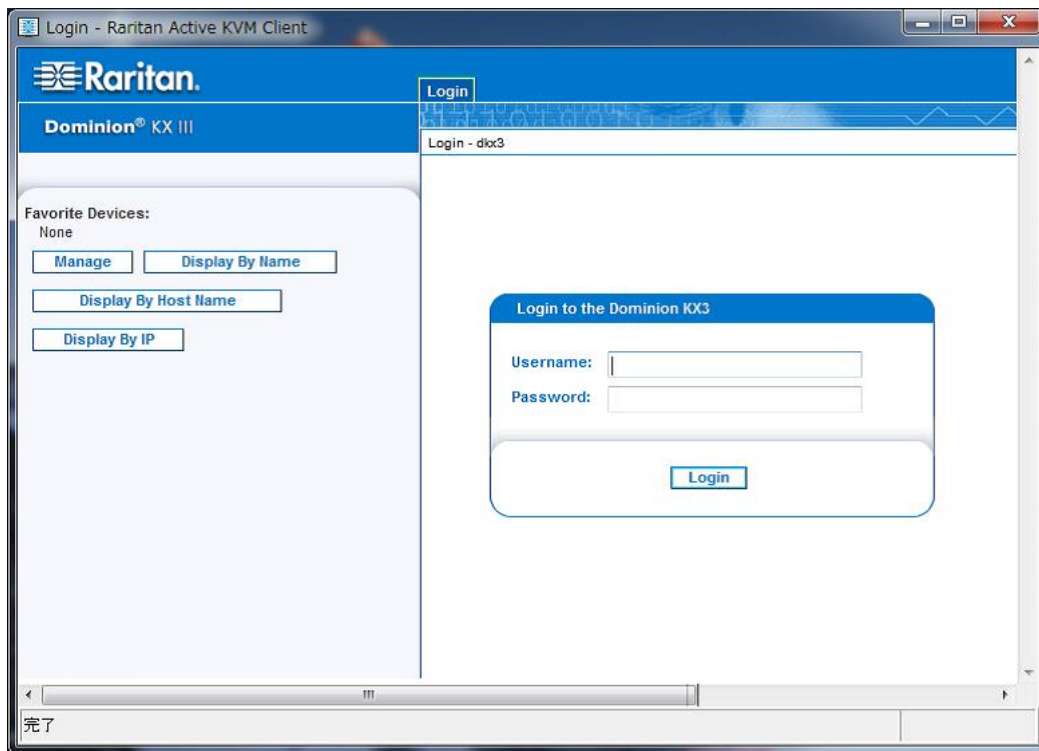 Login - Raritan Active KVM Client
Raritan.
Login
Dominion® KX III
Login - dkx3
Favorite Devices:
None
Manage
Display By Name
Display By Host Name
Display By IP
Login to the Dominion KX3
Username:
Password:
Login
完了